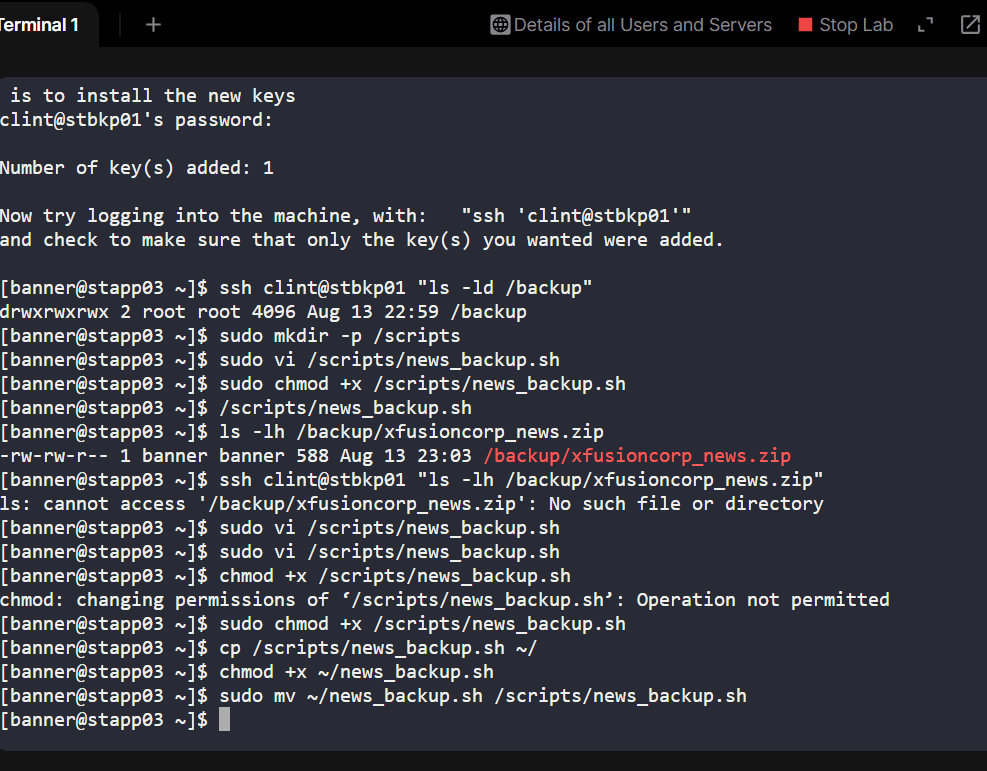 Terminal 1
+
Details of all Users and Servers
Stop Lab
is to install the new keys
clint@stbkp01's password:
Number of key(s) added: 1
Now try logging into the machine, with:   "ssh 'clint@stbkp01'"
and check to make sure that only the key(s) you wanted were added.
[banner@stapp03 ~]$ ssh clint@stbkp01 "ls -ld /backup"
drwxrwxrwx 2 root root 4096 Aug 13 22:59 /backup
[banner@stapp03 ~]$ sudo mkdir -p /scripts
[banner@stapp03 ~]$ sudo vi /scripts/news_backup.sh
[banner@stapp03 ~]$ sudo chmod +x /scripts/news_backup.sh
[banner@stapp03 ~]$ /scripts/news_backup.sh
[banner@stapp03 ~]$ ls -lh /backup/xfusioncorp_news.zip
-rw-rw-r-- 1 banner banner 588 Aug 13 23:03 /backup/xfusioncorp_news.zip
[banner@stapp03 ~]$ ssh clint@stbkp01 "ls -lh /backup/xfusioncorp_news.zip"
ls: cannot access '/backup/xfusioncorp_news.zip': No such file or directory
[banner@stapp03 ~]$ sudo vi /scripts/news_backup.sh
[banner@stapp03 ~]$ sudo vi /scripts/news_backup.sh
[banner@stapp03 ~]$ chmod +x /scripts/news_backup.sh
chmod: changing permissions of ‘/scripts/news_backup.sh’: Operation not permitted
[banner@stapp03 ~]$ sudo chmod +x /scripts/news_backup.sh
[banner@stapp03 ~]$ cp /scripts/news_backup.sh ~/
[banner@stapp03 ~]$ chmod +x ~/news_backup.sh
[banner@stapp03 ~]$ sudo mv ~/news_backup.sh /scripts/news_backup.sh
[banner@stapp03 ~]$